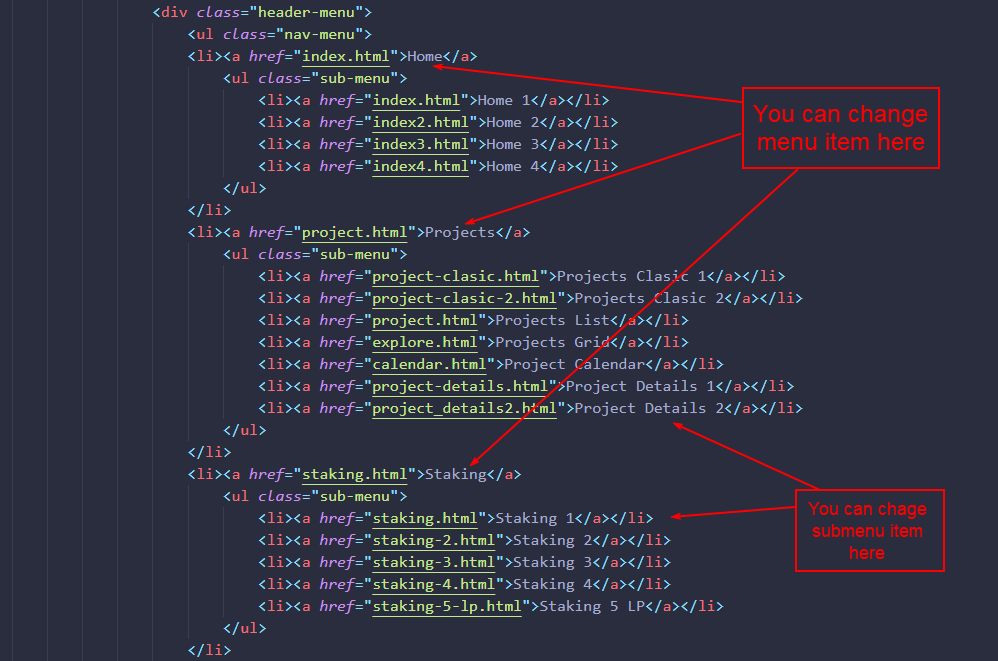 <div class="header-menu">
<ul class="nav-menu">
<li><a href="index.html">Home</a>
<ul class="sub-menu">
<li><a href="index.html">Home 1</a></li>
<li><a href="index2.html">Home 2</a></li>
<li><a href="index3.html">Home 3</a></li>
<li><a href="index4.html">Home 4</a></li>
</ul>
</li>
<li><a href="project.html">Projects</a>
<ul class="sub-menu">
<li><a href="project-clasic.html">Projects Clasic 1</a></li>
<li><a href="project-clasic-2.html">Projects Clasic 2</a></li>
<li><a href="project.html">Projects List</a></li>
<li><a href="explore.html">Projects Grid</a></li>
<li><a href="calendar.html">Project Calendar</a></li>
<li><a href="project-details.html">Project Details 1</a></li>
<li><a href="project_details2.html">Project Details 2</a></li>
</ul>
</li>
<li><a href="staking.html">Staking</a>
<ul class="sub-menu">
<li><a href="staking.html">Staking 1</a></li>
<li><a href="staking-2.html">Staking 2</a></li>
<li><a href="staking-3.html">Staking 3</a></li>
<li><a href="staking-4.html">Staking 4</a></li>
<li><a href="staking-5-lp.html">Staking 5 LP</a></li>
</ul>
</li>
You can change
menu item here
You can chage
submenu item
here